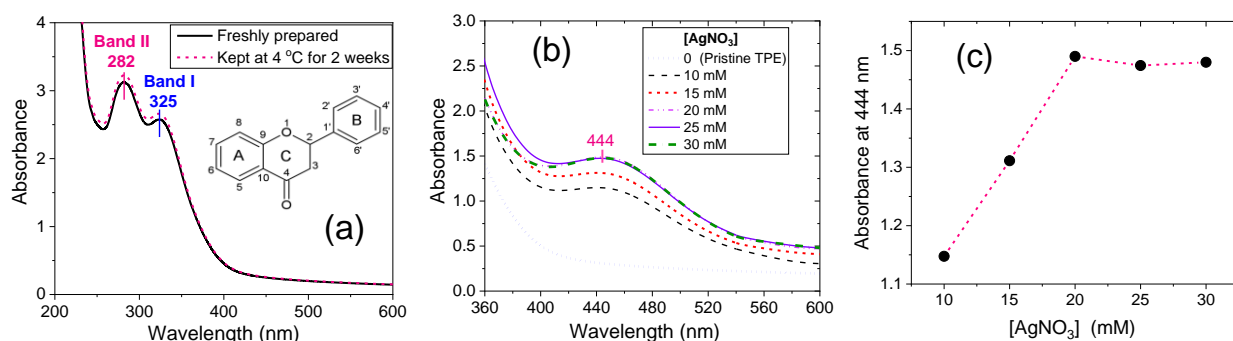 (a)
Freshly prepared
Kept at 4 °C for 2 weeks
Band II
282
Band I
325
Absorbance
4
3
2
1
0
200
300
400
500
600
Wavelength (nm)
A
B
C
O
O
1
2
3
4
5
6
7
8
9
10
1'
2'
3'
4'
5'
6'
(b)
[AgNO3]
0 (Pristine TPE)
10 mM
15 mM
20 mM
25 mM
30 mM
444
Absorbance
3.0
2.5
2.0
1.5
1.0
0.5
0.0
360
400
440
480
520
560
600
Wavelength (nm)
(c)
Absorbance at 444 nm
1.5
1.4
1.3
1.2
1.1
10
15
20
25
30
[AgNO3] (mM)